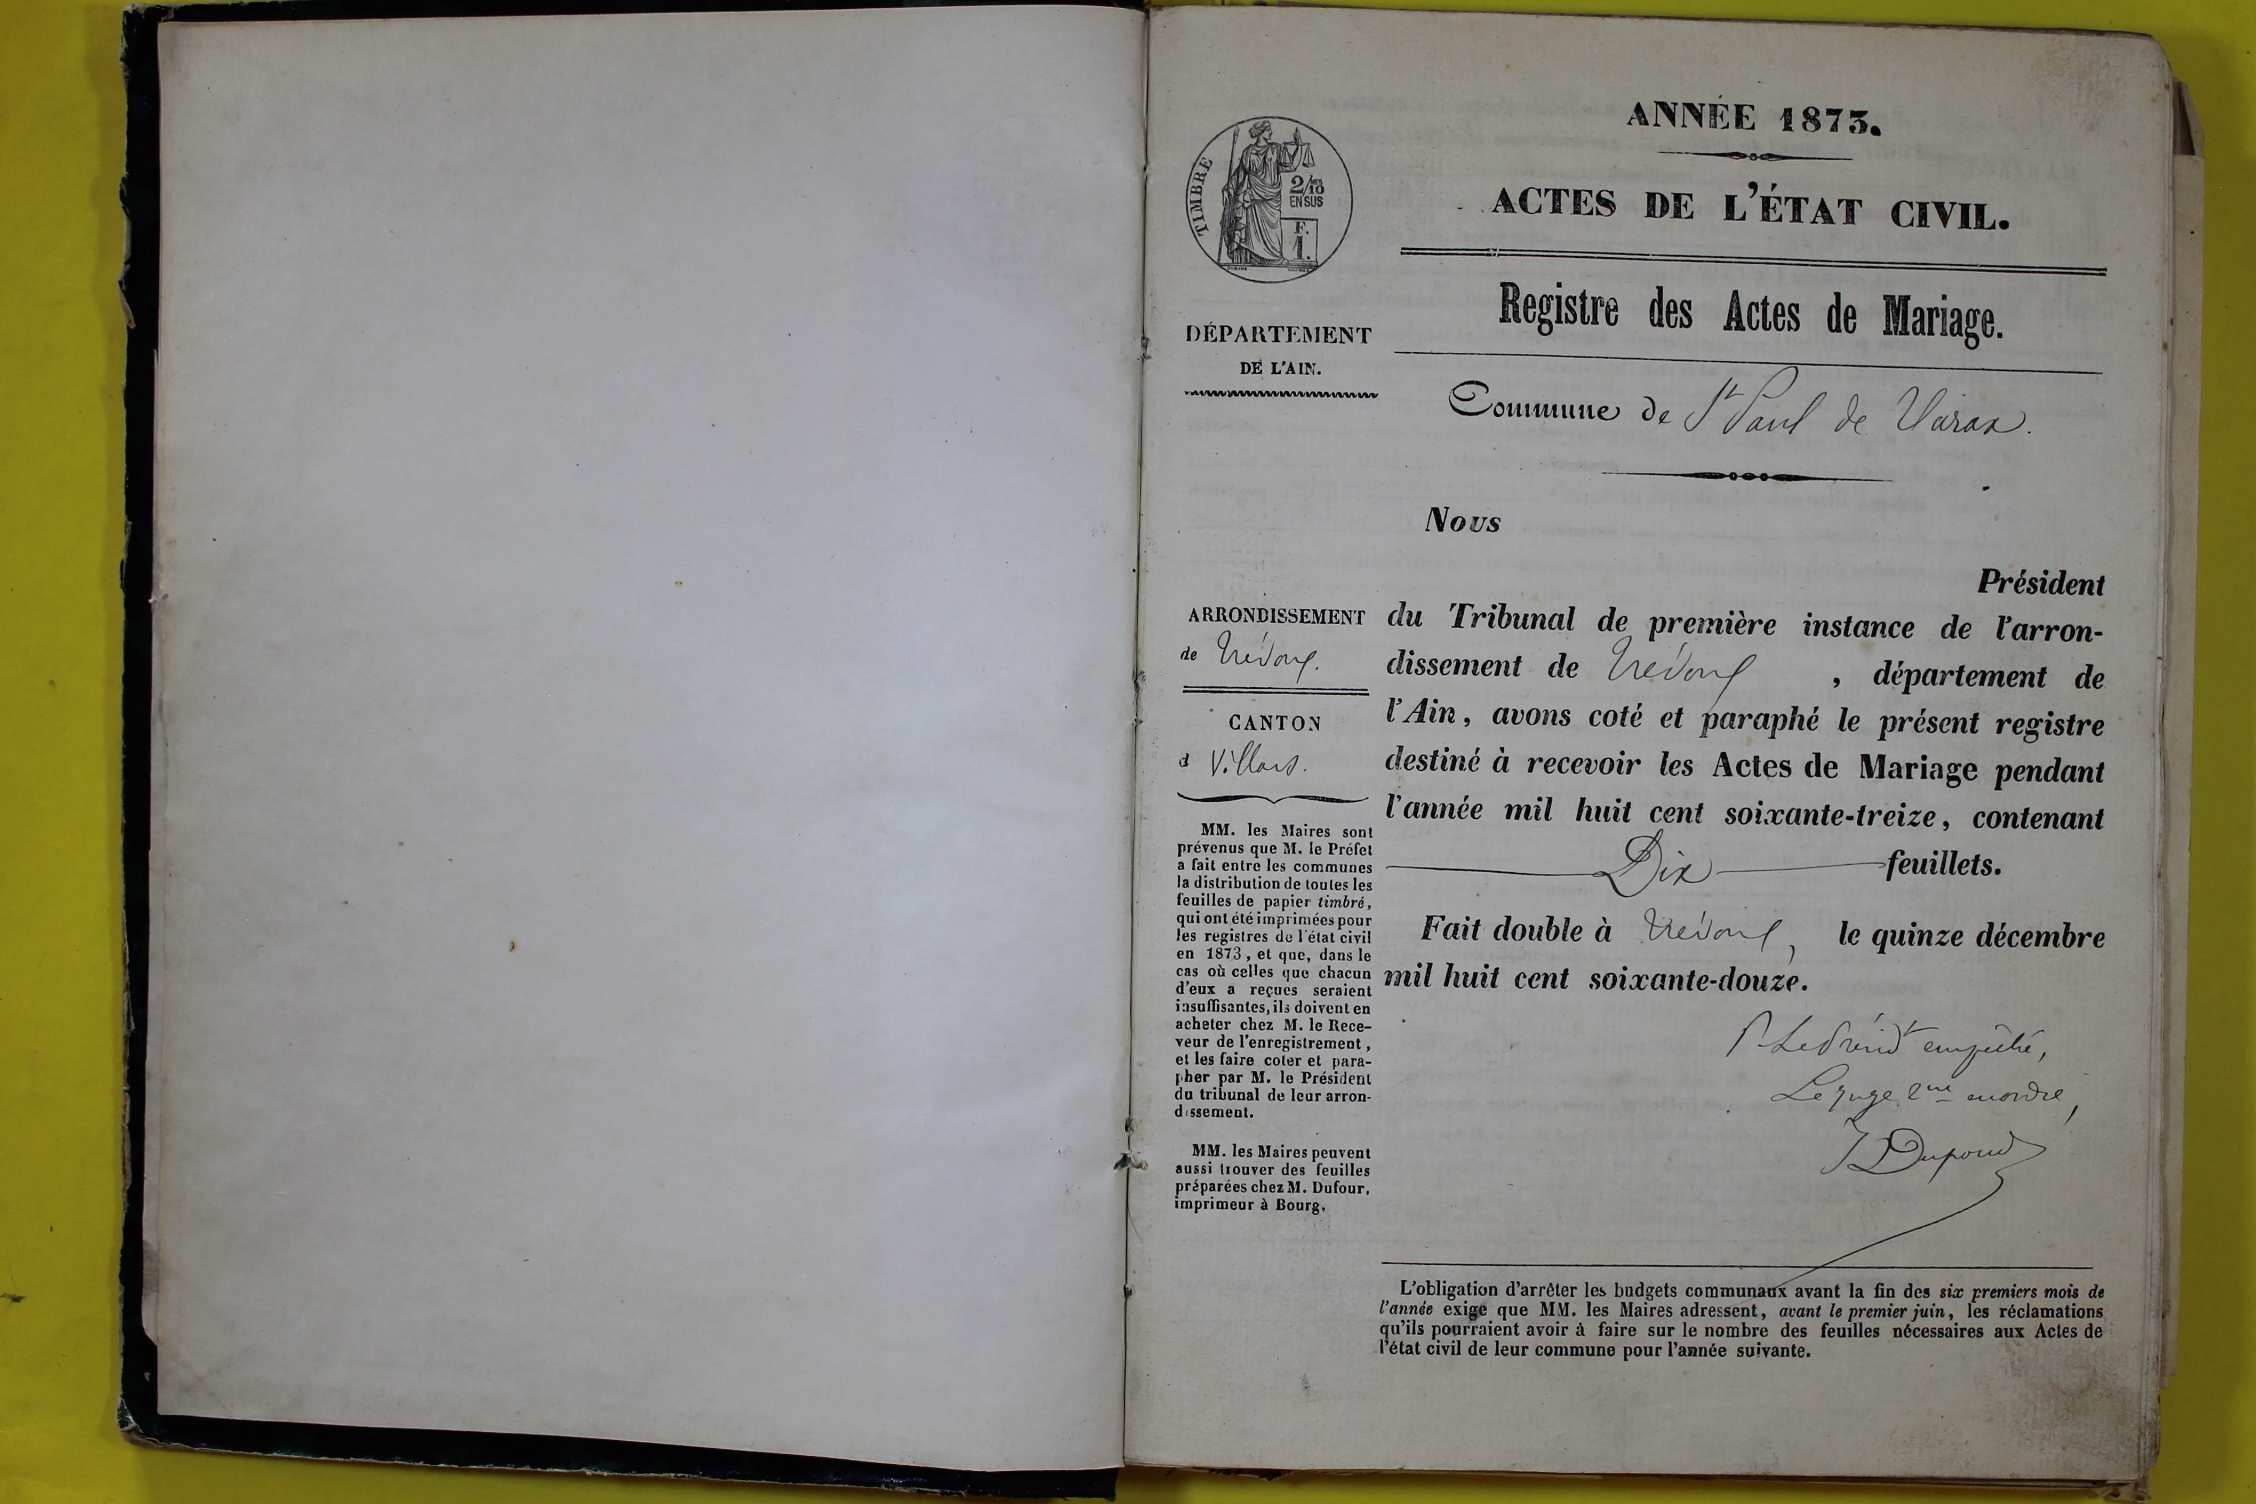 ANNÉE 1873.
ACTES DE L'ÉTAT CIVIL.
TIMBRE
2/10 EN SUS
F.
1.
Registre des Actes de Mariage.
DÉPARTEMENT
DE L'AIN.
Commune de St Paul de Varax.
Nous
Président
du Tribunal de première instance de l'arron-
dissement de Trévoux, département de
l'Ain, avons coté et paraphé le présent registre
destiné à recevoir les Actes de Mariage pendant
l'année mil huit cent soixante-treize, contenant
Dix feuillets.
Fait double à Trévoux, le quinze décembre
mil huit cent soixante-douze.
Pr Le Présidt empêché,
Le Juge 2me en ordre,
Dupond
ARRONDISSEMENT
de Trévoux.
CANTON
d Villars.
MM. les Maires sont
prévenus que M. le Préfet
a fait entre les communes
la distribution de toutes les
feuilles de papier timbré,
qui ont été imprimées pour
les registres de l'état civil
en 1873, et que, dans le
cas où celles que chacun
d'eux a reçues seraient
insuffisantes, ils doivent en
acheter chez M. le Rece-
veur de l'enregistrement,
et les faire coter et para-
pher par M. le Président
du tribunal de leur arron-
dissement.
MM. les Maires peuvent
aussi trouver des feuilles
préparées chez M. Dufour,
imprimeur à Bourg.
L'obligation d'arrêter les budgets communaux avant la fin des six premiers mois de
l'année exige que MM. les Maires adressent, avant le premier juin, les réclamations
qu'ils pourraient avoir à faire sur le nombre des feuilles nécessaires aux Actes de
l'état civil de leur commune pour l'année suivante.